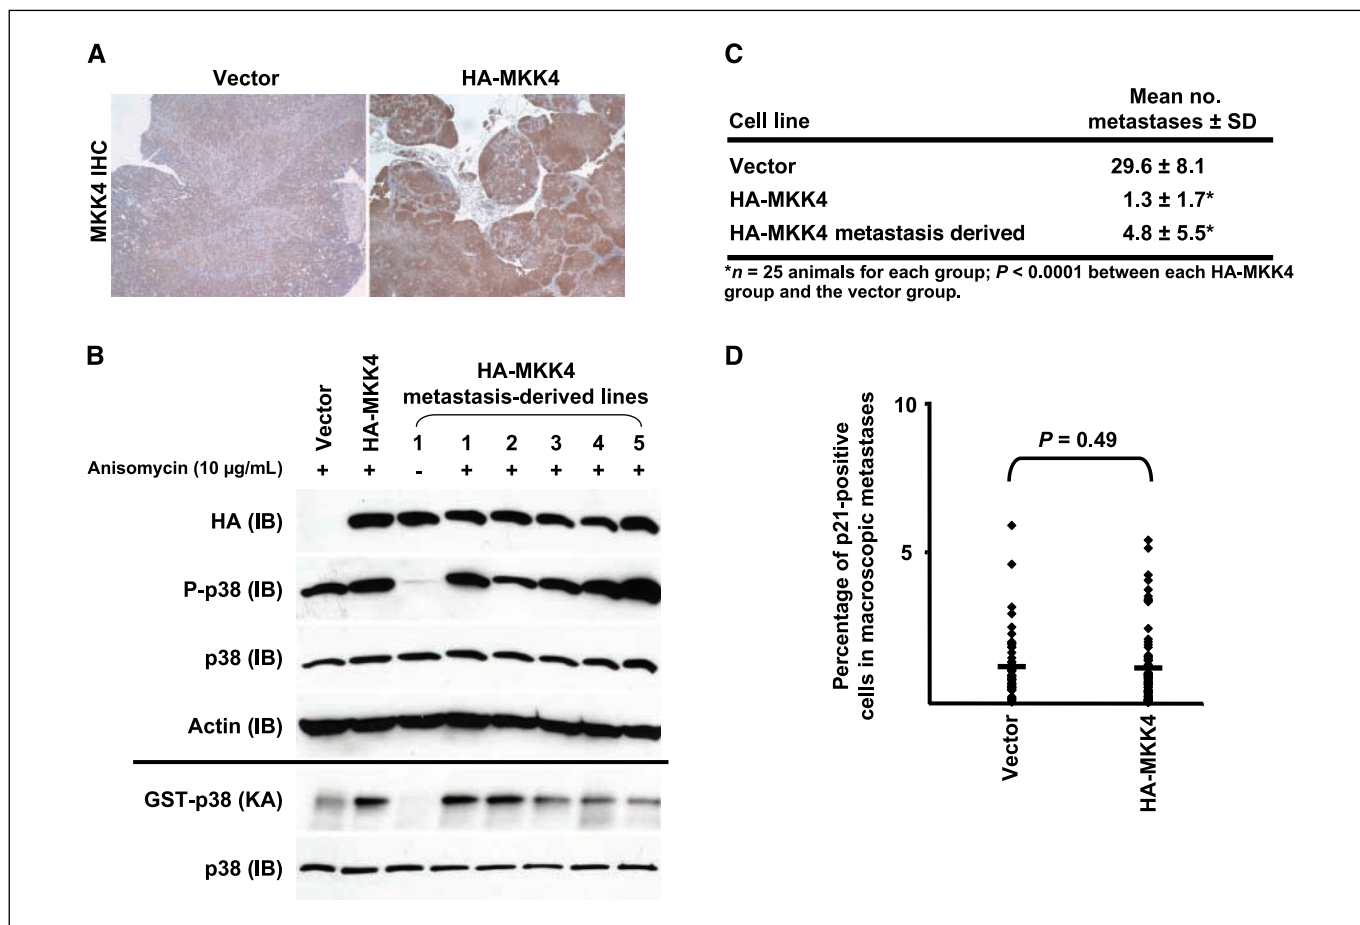 A
Vector
HA-MKK4
MKK4 IHC
B
Vector
HA-MKK4
HA-MKK4
metastasis-derived lines
1 1 2 3 4 5
Anisomycin (10 µg/mL) + + - + + + + +
HA (IB)
P-p38 (IB)
p38 (IB)
Actin (IB)
GST-p38 (KA)
p38 (IB)
C
Mean no.
Cell line metastases ± SD
Vector 29.6 ± 8.1
HA-MKK4 1.3 ± 1.7*
HA-MKK4 metastasis derived 4.8 ± 5.5*
*n = 25 animals for each group; P < 0.0001 between each HA-MKK4
group and the vector group.
D
Percentage of p21-positive
cells in macroscopic metastases
10
5
P = 0.49
Vector
HA-MKK4